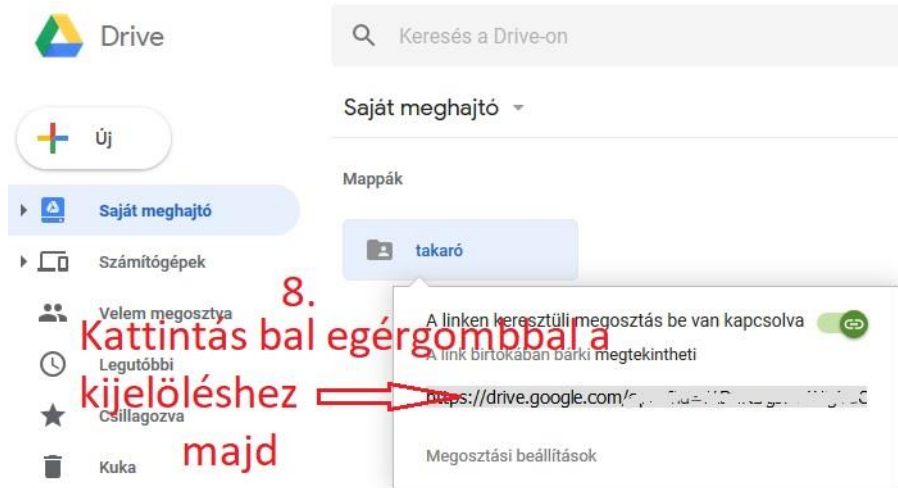 Drive
Keresés a Drive-on
Saját meghajtó
Új
Mappák
Saját meghajtó
takaró
Számítógépek
8.
Velem megosztva
A linken keresztüli megosztás be van kapcsolva
Kattintás bal egérgombbal a
Legutóbbi
A link birtokában bárki megtekintheti
kijelöléshez
https://drive.google.com/
Csillagozva
majd
Megosztási beállítások
Kuka